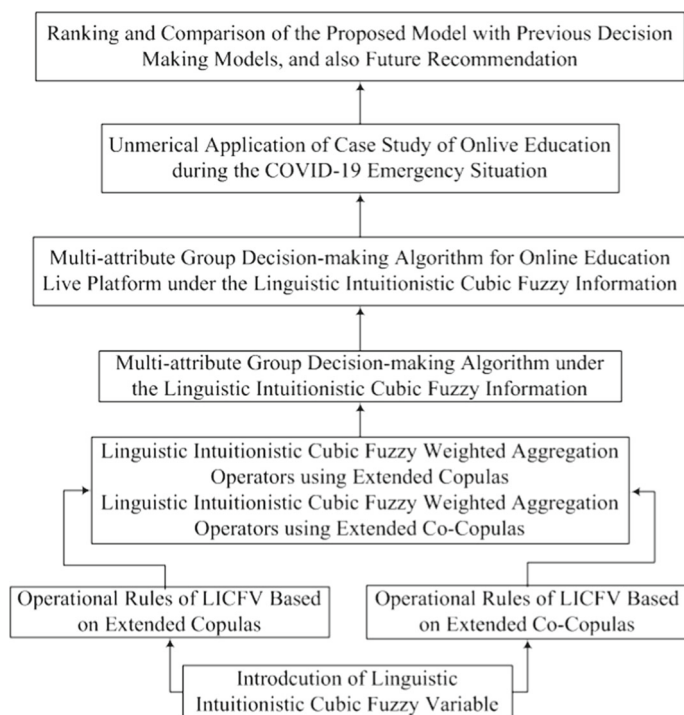 Ranking and Comparison of the Proposed Model with Previous Decision
Making Models, and also Future Recommendation
Unmerical Application of Case Study of Onlive Education
during the COVID-19 Emergency Situation
Multi-attribute Group Decision-making Algorithm for Online Education
Live Platform under the Linguistic Intuitionistic Cubic Fuzzy Information
Multi-attribute Group Decision-making Algorithm under
the Linguistic Intuitionistic Cubic Fuzzy Information
Linguistic Intuitionistic Cubic Fuzzy Weighted Aggregation
Operators using Extended Copulas
Linguistic Intuitionistic Cubic Fuzzy Weighted Aggregation
Operators using Extended Co-Copulas
Operational Rules of LICFV Based
on Extended Copulas
Operational Rules of LICFV Based
on Extended Co-Copulas
Introdcution of Linguistic
Intuitionistic Cubic Fuzzy Variable